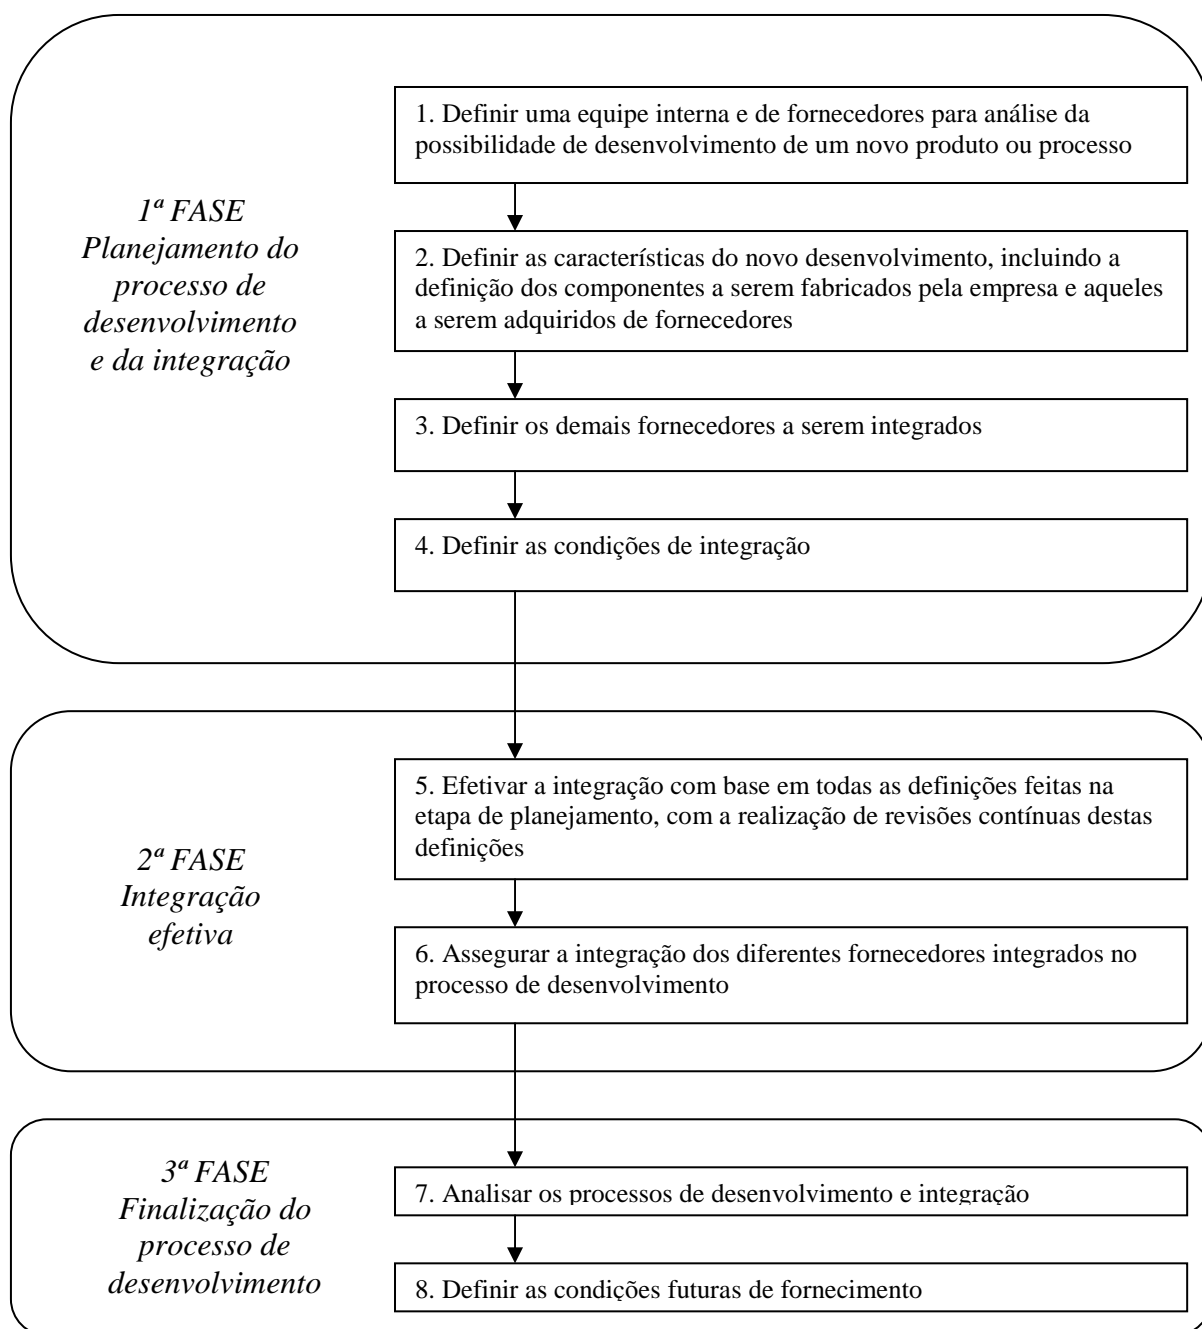 1ª FASE
Planejamento do
processo de
desenvolvimento
e da integração
1. Definir uma equipe interna e de fornecedores para análise da
possibilidade de desenvolvimento de um novo produto ou processo
2. Definir as características do novo desenvolvimento, incluindo a
definição dos componentes a serem fabricados pela empresa e aqueles
a serem adquiridos de fornecedores
3. Definir os demais fornecedores a serem integrados
4. Definir as condições de integração
2ª FASE
Integração
efetiva
5. Efetivar a integração com base em todas as definições feitas na
etapa de planejamento, com a realização de revisões contínuas destas
definições
6. Assegurar a integração dos diferentes fornecedores integrados no
processo de desenvolvimento
3ª FASE
Finalização do
processo de
desenvolvimento
7. Analisar os processos de desenvolvimento e integração
8. Definir as condições futuras de fornecimento